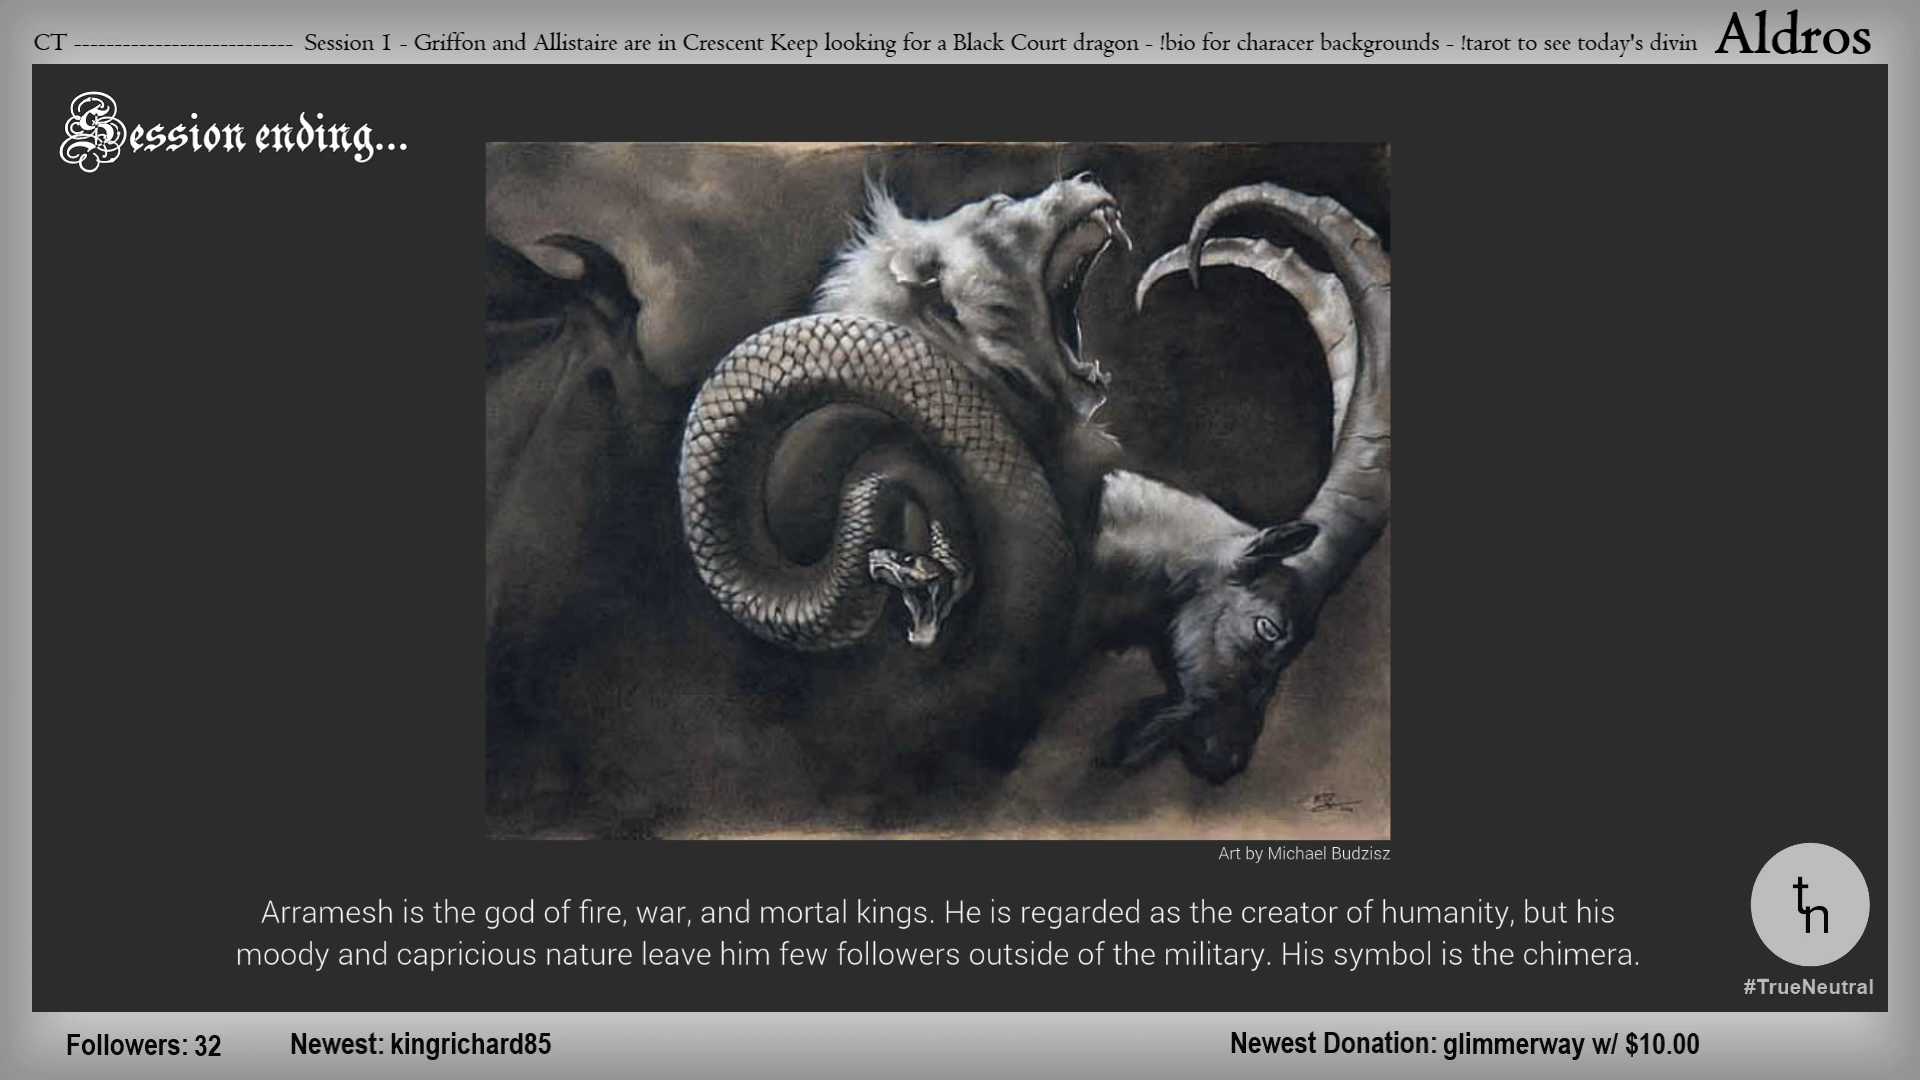 CT --------------------------- Session 1 - Griffon and Allistaire are in Crescent Keep looking for a Black Court dragon - !bio for characer backgrounds - !tarot to see today's divin
Aldros
Session ending...
Art by Michael Budzisz
Arramesh is the god of fire, war, and mortal kings. He is regarded as the creator of humanity, but his
moody and capricious nature leave him few followers outside of the military. His symbol is the chimera.
tn
#TrueNeutral
Followers: 32 Newest: kingrichard85 Newest Donation: glimmerway w/ $10.00